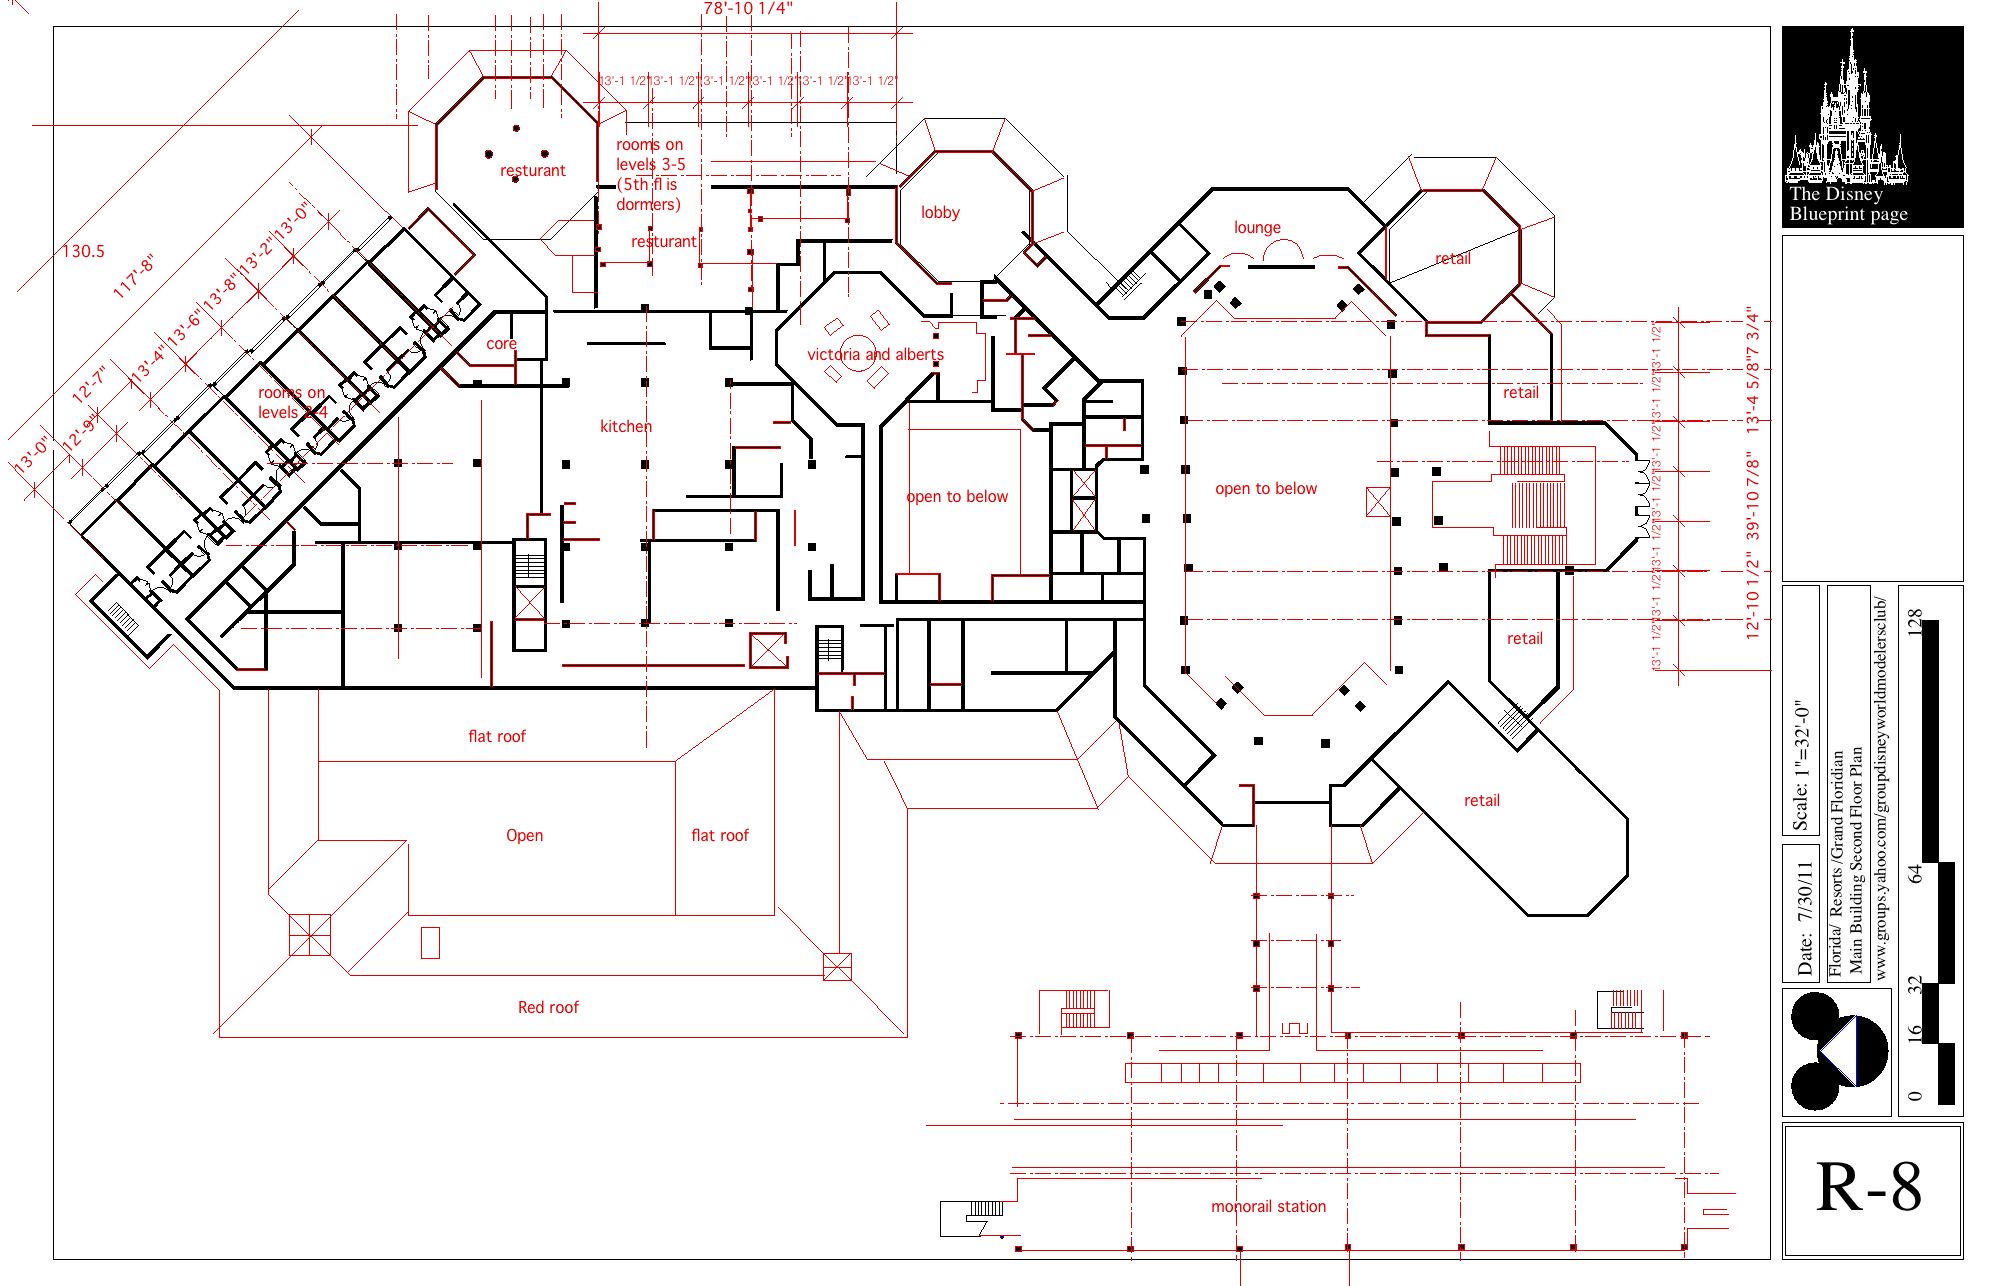 78'-10 1/4"
13'-1 1/2"
13'-1 1/2"
13'-1 1/2"
13'-1 1/2"
13'-1 1/2"
13'-1 1/2"
resturant
rooms on
levels 3-5
(5th fl is
dormers)
resturant
lobby
lounge
retail
130.5
117'-8"
13'-0"
13'-2"
13'-8"
13'-6"
13'-4"
12'-7"
12'-9"
13'-0"
core
rooms on
levels 2-4
victoria and alberts
kitchen
open to below
open to below
retail
retail
retail
13'-1 1/2"
13'-1 1/2"
13'-1 1/2"
13'-1 1/2"
13'-1 1/2"
13'-1 1/2"
13'-1 1/2"
12'-10 1/2" 39'-10 7/8" 13'-4 5/8"7 3/4"
flat roof
Open
flat roof
Red roof
monorail station
The Disney
Blueprint page
Scale: 1"=32'-0"
Date: 7/30/11
Florida/ Resorts /Grand Floridian
Main Building Second Floor Plan
www.groups.yahoo.com/groupdisneyworldmodelersclub/
128
64
32
16
0
R-8